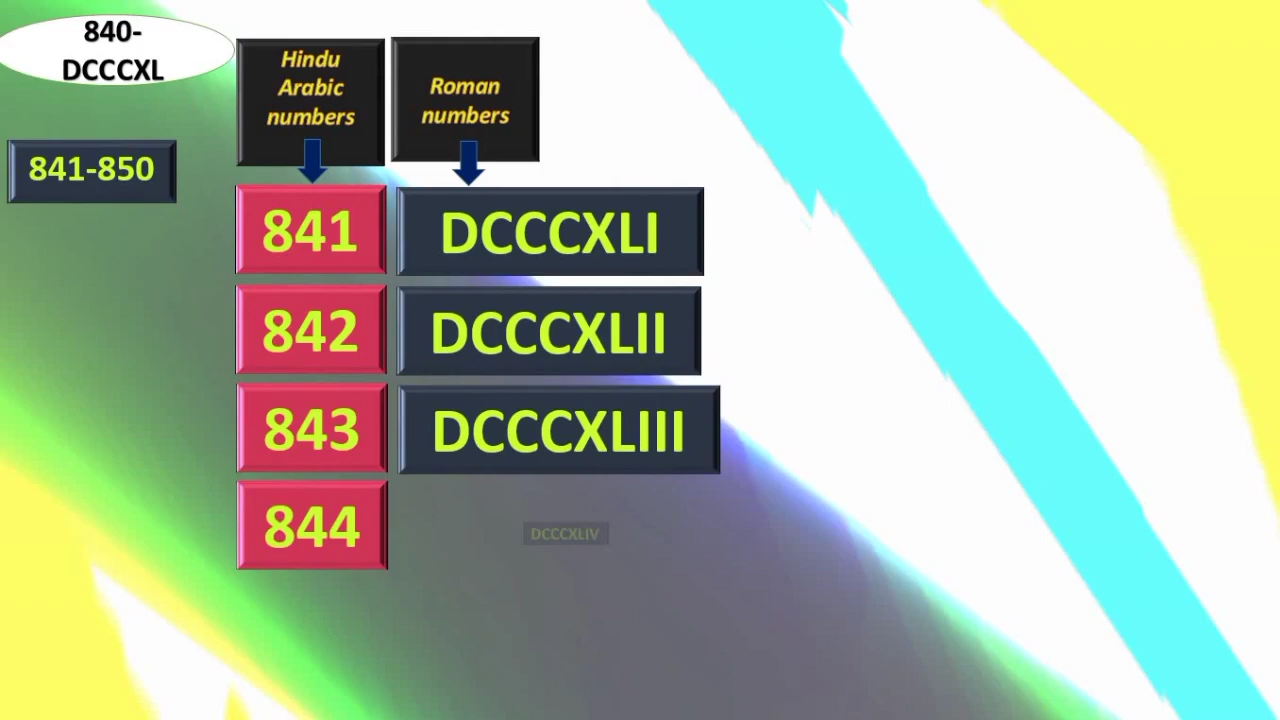 840-
DCCCXL
Hindu
Arabic
numbers
Roman
numbers
841-850
841
DCCCXLI
842
DCCCXLII
843
DCCCXLIII
844
DCCCXLIV